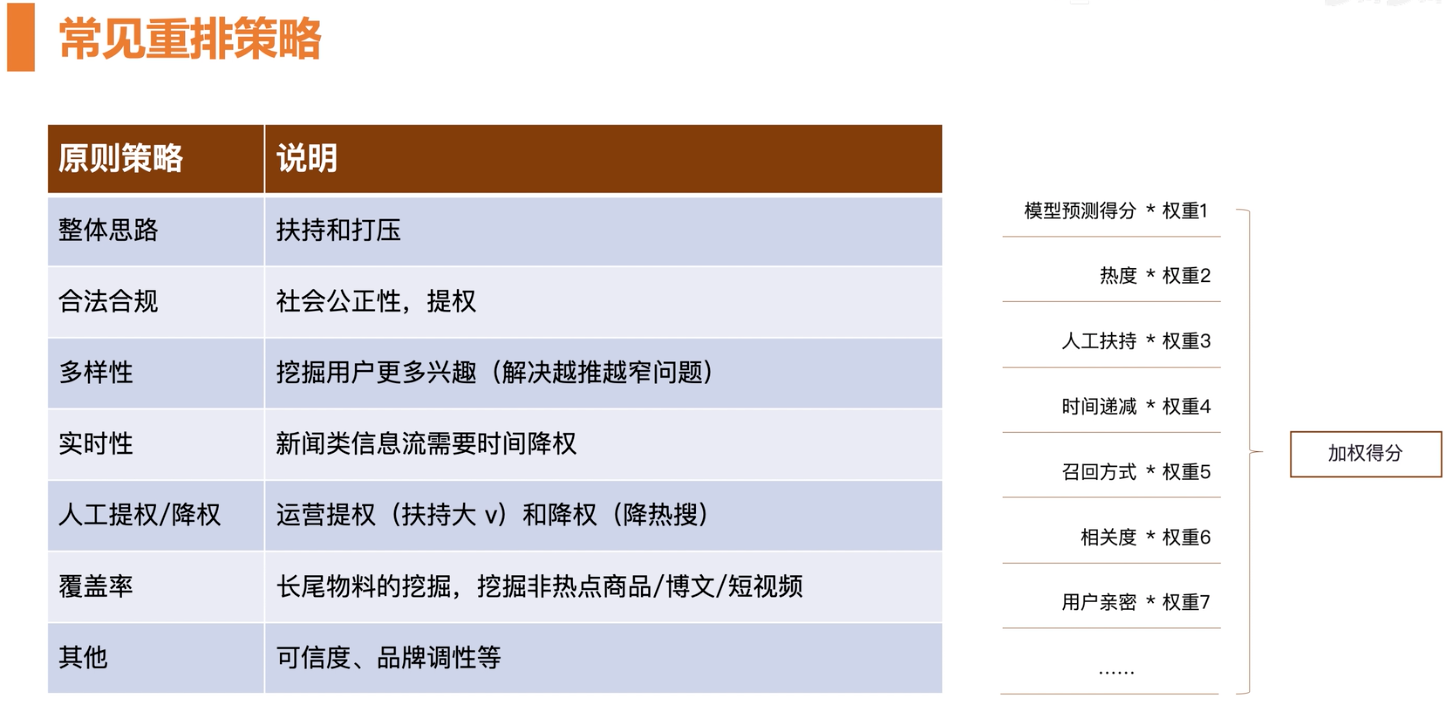 常见重排策略
原则策略 说明
整体思路 扶持和打压
合法合规 社会公正性，提权
多样性 挖掘用户更多兴趣（解决越推越窄问题）
实时性 新闻类信息流需要时间降权
人工提权/降权 运营提权（扶持大 v）和降权（降热搜）
覆盖率 长尾物料的挖掘，挖掘非热点商品/博文/短视频
其他 可信度、品牌调性等
模型预测得分 * 权重1
热度 * 权重2
人工扶持 * 权重3
时间递减 * 权重4
召回方式 * 权重5
相关度 * 权重6
用户亲密 * 权重7
……
加权得分